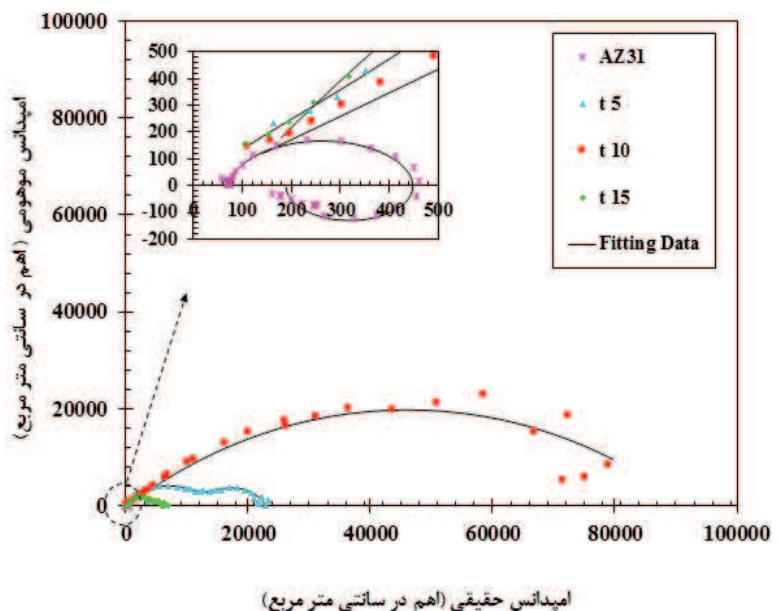 100000
80000
60000
40000
20000
0
امپدانس موهومی (اهم در سانتی متر مربع)
500
400
300
200
100
0
-100
-200
0 100 200 300 400 500
AZ31
t 5
t 10
t 15
Fitting Data
0 20000 40000 60000 80000 100000
امپدانس حقیقی (اهم در سانتی متر مربع)